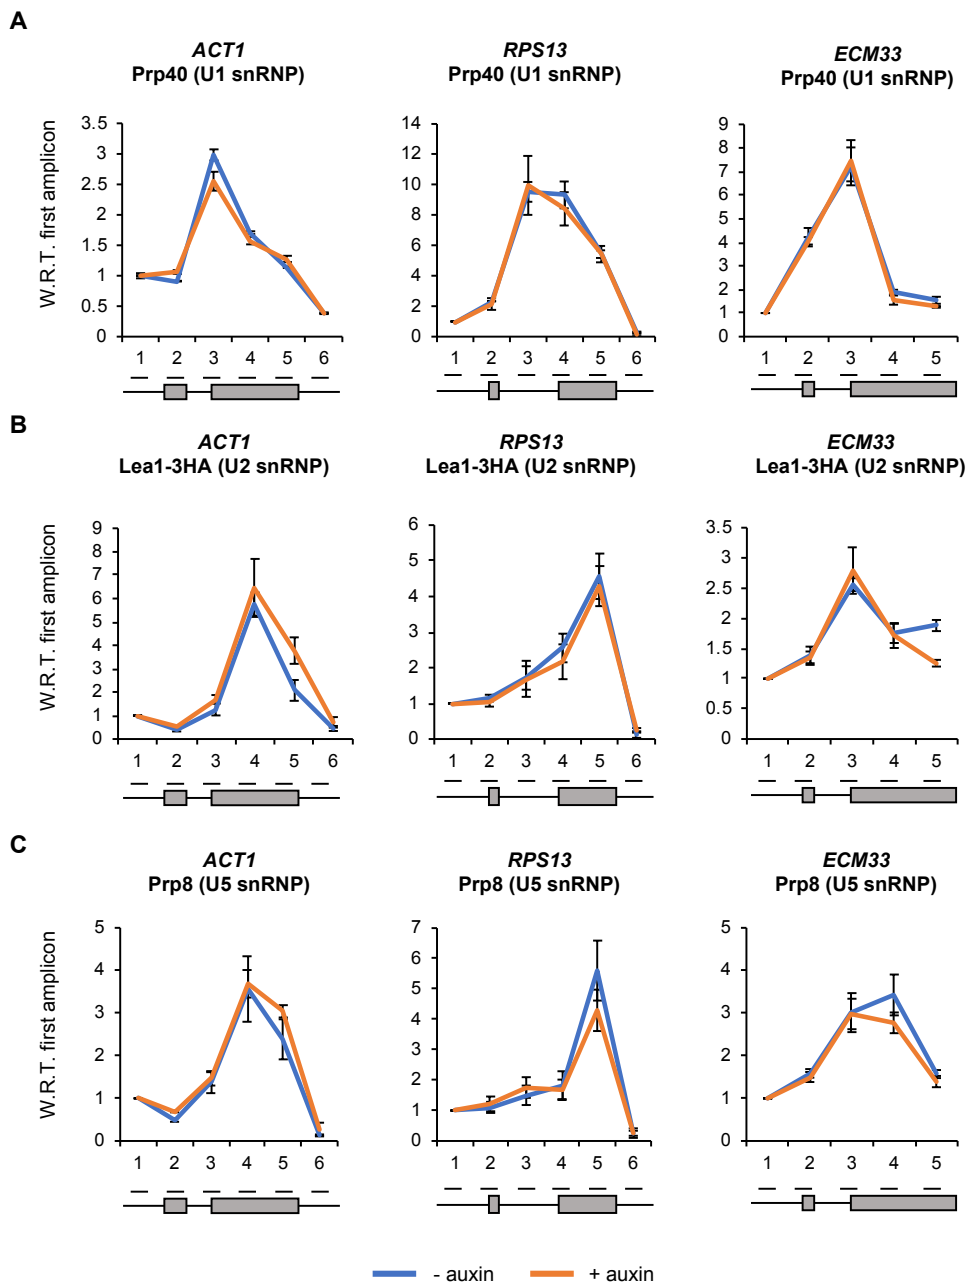 A
ACT1
Prp40 (U1 snRNP)
RPS13
Prp40 (U1 snRNP)
ECM33
Prp40 (U1 snRNP)
W.R.T. first amplicon
3.5
3
2.5
2
1.5
1
0.5
0
1 2 3 4 5 6
14
12
10
8
6
4
2
0
1 2 3 4 5 6
9
8
7
6
5
4
3
2
1
0
1 2 3 4 5
B
ACT1
Lea1-3HA (U2 snRNP)
RPS13
Lea1-3HA (U2 snRNP)
ECM33
Lea1-3HA (U2 snRNP)
W.R.T. first amplicon
9
8
7
6
5
4
3
2
1
0
1 2 3 4 5 6
6
5
4
3
2
1
0
1 2 3 4 5 6
3.5
3
2.5
2
1.5
1
0.5
0
1 2 3 4 5
C
ACT1
Prp8 (U5 snRNP)
RPS13
Prp8 (U5 snRNP)
ECM33
Prp8 (U5 snRNP)
W.R.T. first amplicon
5
4
3
2
1
0
1 2 3 4 5 6
7
6
5
4
3
2
1
0
1 2 3 4 5 6
5
4
3
2
1
0
1 2 3 4 5
- auxin
+ auxin